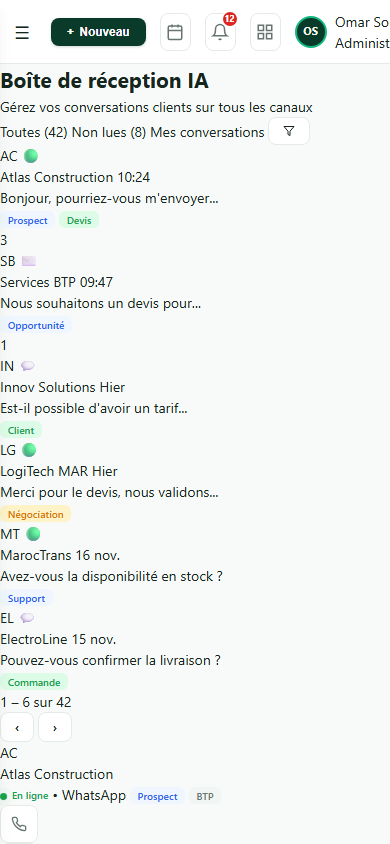 + Nouveau
12
OS
Omar So
Administ
Boîte de réception IA
Gérez vos conversations clients sur tous les canaux
Toutes (42) Non lues (8) Mes conversations
AC
Atlas Construction 10:24
Bonjour, pourriez-vous m'envoyer...
Prospect Devis
3
SB
Services BTP 09:47
Nous souhaitons un devis pour...
Opportunité
1
IN
Innov Solutions Hier
Est-il possible d'avoir un tarif...
Client
LG
LogiTech MAR Hier
Merci pour le devis, nous validons...
Négociation
MT
MarocTrans 16 nov.
Avez-vous la disponibilité en stock ?
Support
EL
ElectroLine 15 nov.
Pouvez-vous confirmer la livraison ?
Commande
1 – 6 sur 42
‹ ›
AC
Atlas Construction
En ligne • WhatsApp Prospect BTP